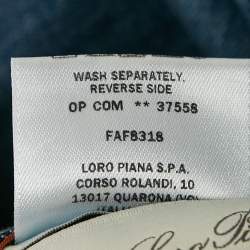 WASH SEPARATELY.
REVERSE SIDE
OP COM ** 37558
FAF8318
LORO PIANA S.P.A.
CORSO ROLANDI, 10
13017 QUARONA